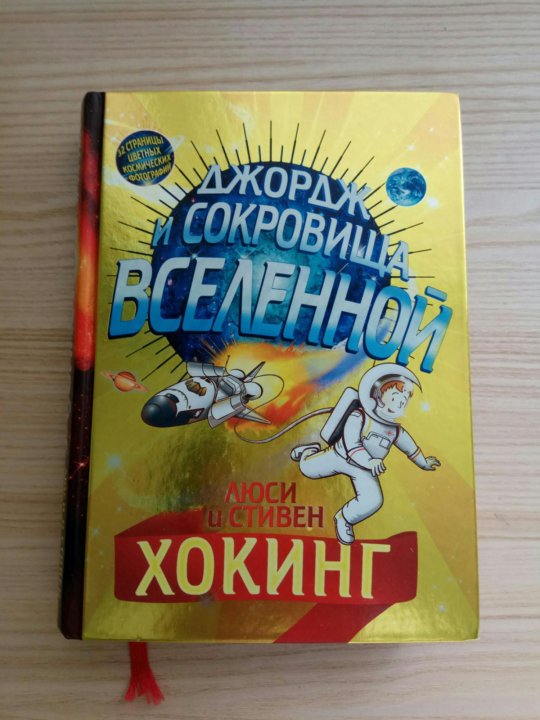 32 СТРАНИЦЫ
ЦВЕТНЫХ
КОСМИЧЕСКИХ
ФОТОГРАФИЙ
ДЖОРДЖ
И СОКРОВИЩА
ВСЕЛЕННОЙ
ЛЮСИ
И СТИВЕН
ХОКИНГ